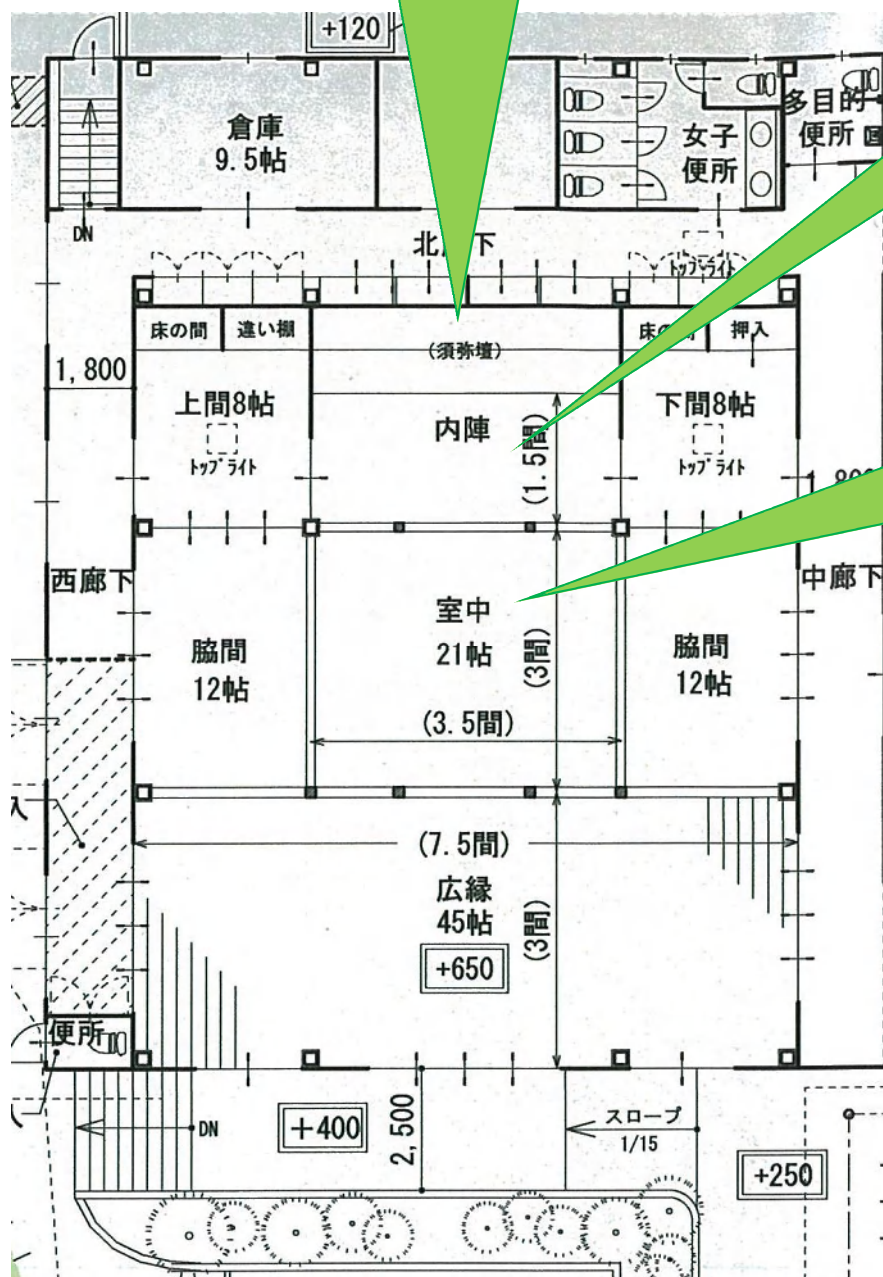 +120
倉庫
9.5帖
女子
便所
多目的
便所
DN
北 下
トップライト
床の間
違い棚
(須弥壇)
押入
1,800
上間8帖
トップライト
内陣
(1.5間)
下間8帖
トップライト
西廊下
室中
21帖
(3間)
中廊下
脇間
12帖
脇間
12帖
(3.5間)
(7.5間)
広縁
45帖
(3間)
+650
便所
DN
+400
2,500
スロープ
1/15
+250